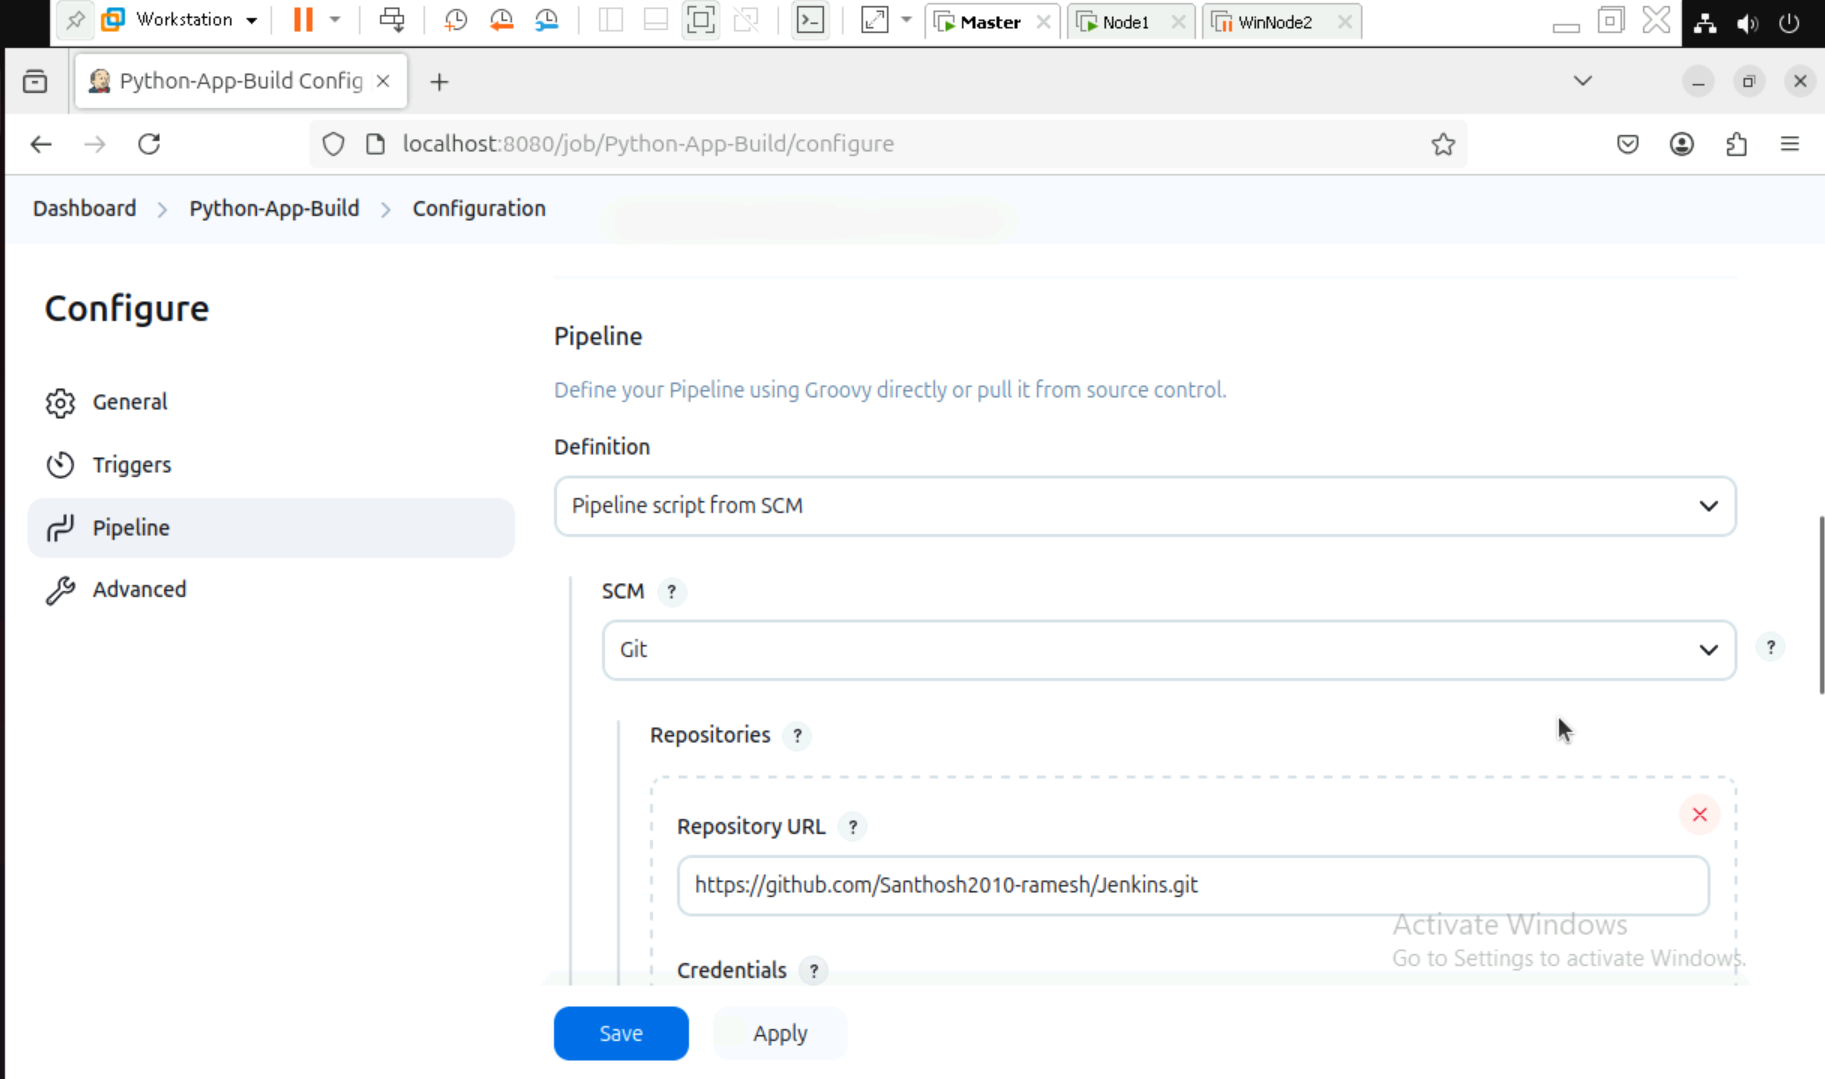 Workstation
Master
Node1
WinNode2
Python-App-Build Config
localhost:8080/job/Python-App-Build/configure
Dashboard
Python-App-Build
Configuration
Configure
General
Triggers
Pipeline
Advanced
Pipeline
Define your Pipeline using Groovy directly or pull it from source control.
Definition
Pipeline script from SCM
SCM ?
Git
?
Repositories ?
Repository URL ?
https://github.com/Santhosh2010-ramesh/Jenkins.git
Activate Windows
Go to Settings to activate Windows.
Credentials ?
Save
Apply